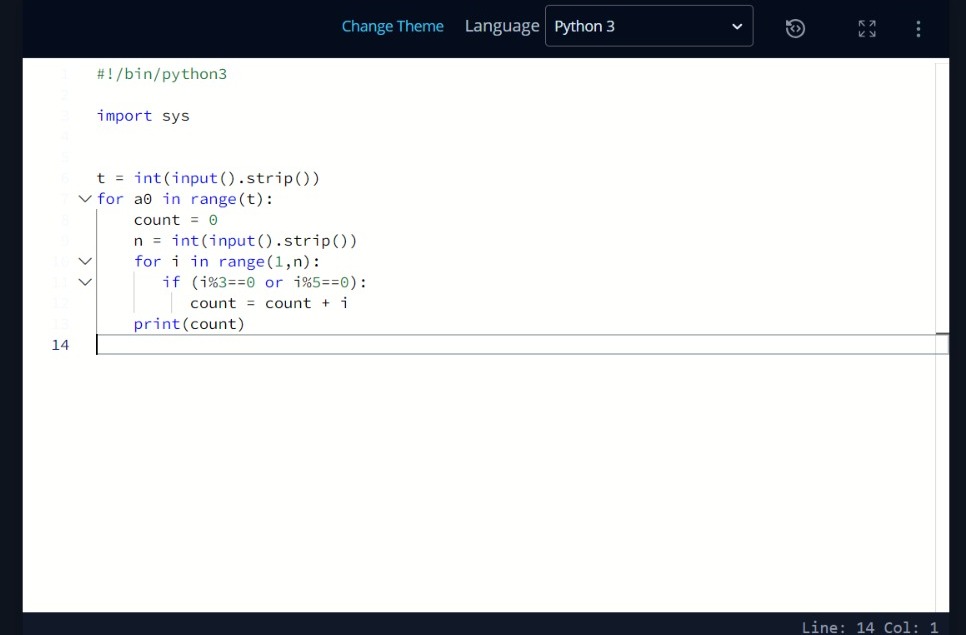 Change Theme Language Python 3
1 #!/bin/python3
2
3 import sys
4
5
6 t = int(input().strip())
7 for a0 in range(t):
8     count = 0
9     n = int(input().strip())
10     for i in range(1,n):
11        if (i%3==0 or i%5==0):
12           count = count + i
13     print(count)
14
Line: 14 Col: 1